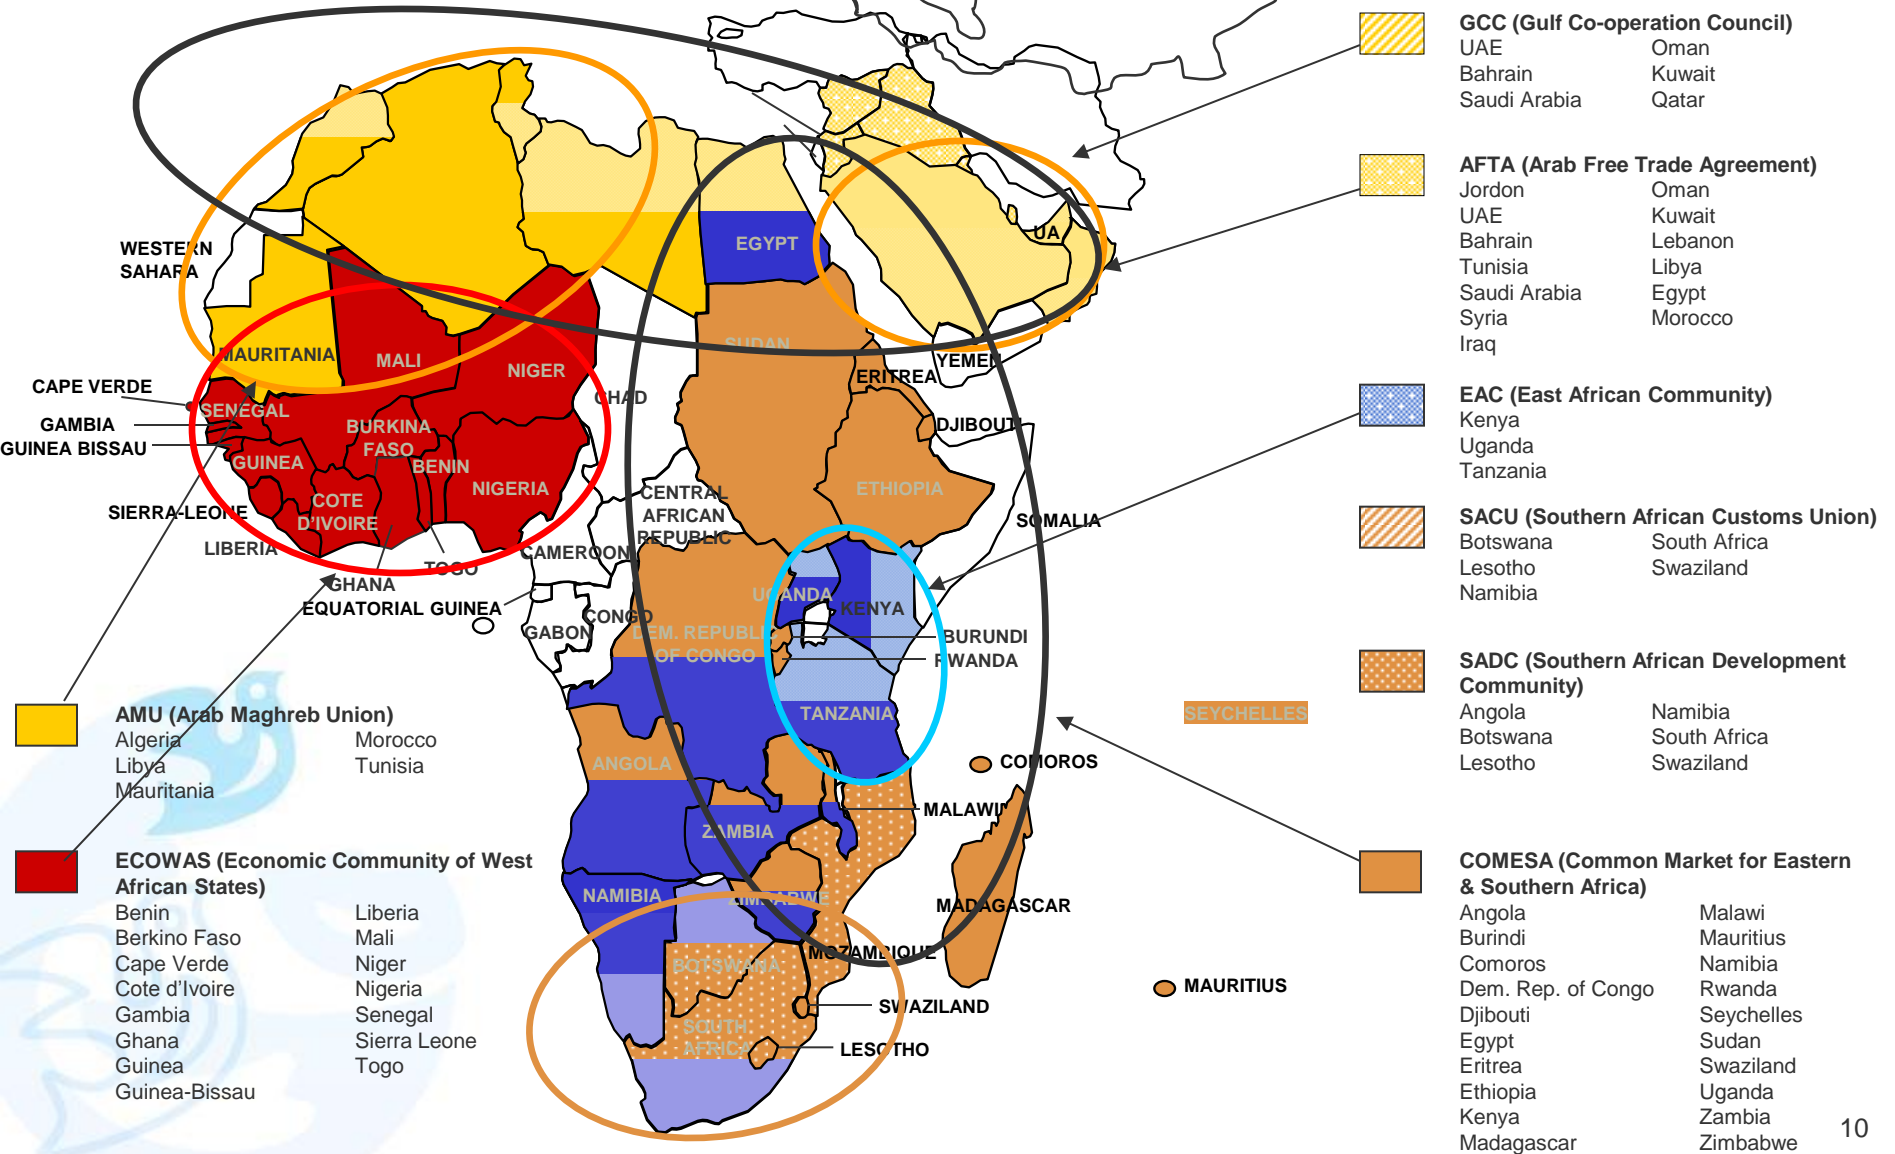 GCC (Gulf Co-operation Council)
UAE Oman
Bahrain Kuwait
Saudi Arabia Qatar
AFTA (Arab Free Trade Agreement)
Jordon Oman
UAE Kuwait
Bahrain Lebanon
Tunisia Libya
Saudi Arabia Egypt
Syria Morocco
Iraq
EAC (East African Community)
Kenya
Uganda
Tanzania
SACU (Southern African Customs Union)
Botswana South Africa
Lesotho Swaziland
Namibia
SADC (Southern African Development
Community)
Angola Namibia
Botswana South Africa
Lesotho Swaziland
COMESA (Common Market for Eastern
& Southern Africa)
Angola Malawi
Burindi Mauritius
Comoros Namibia
Dem. Rep. of Congo Rwanda
Djibouti Seychelles
Egypt Sudan
Eritrea Swaziland
Ethiopia Uganda
Kenya Zambia
Madagascar Zimbabwe
10
AMU (Arab Maghreb Union)
Algeria Morocco
Libya Tunisia
Mauritania
ECOWAS (Economic Community of West
African States)
Benin Liberia
Berkino Faso Mali
Cape Verde Niger
Cote d'Ivoire Nigeria
Gambia Senegal
Ghana Sierra Leone
Guinea Togo
Guinea-Bissau
WESTERN
SAHARA
EGYPT
UA
MAURITANIA
MALI
NIGER
SUDAN
YEMEN
ERITREA
CAPE VERDE
CHAD
SENEGAL
GAMBIA
BURKINA
FASO
DJIBOUTI
GUINEA BISSAU
GUINEA
BENIN
NIGERIA
ETHIOPIA
CENTRAL
AFRICAN
REPUBLIC
COTE
D'IVOIRE
SIERRA-LEONE
SOMALIA
LIBERIA
CAMEROON
TOGO
GHANA
EQUATORIAL GUINEA
UGANDA
KENYA
CONGO
GABON
DEM. REPUBLIC
OF CONGO
BURUNDI
RWANDA
TANZANIA
SEYCHELLES
ANGOLA
COMOROS
MALAWI
ZAMBIA
NAMIBIA
ZIMBABWE
MADAGASCAR
MOZAMBIQUE
BOTSWANA
MAURITIUS
SWAZILAND
SOUTH
AFRICA
LESOTHO